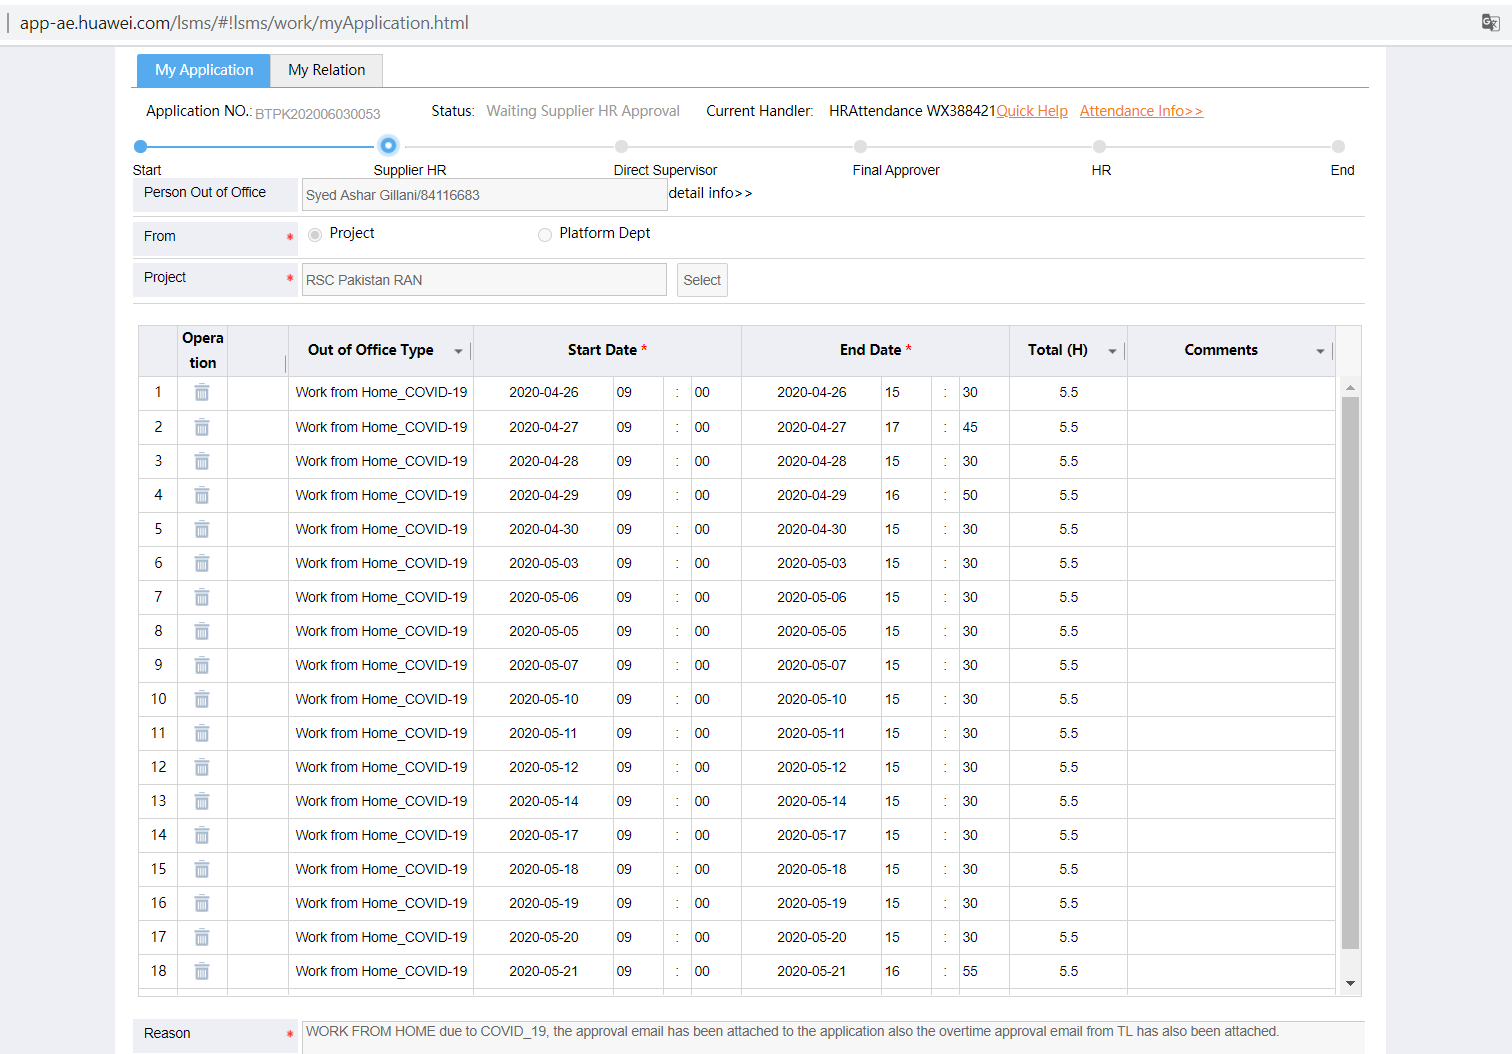 app-ae.huawei.com/lsms/#!lsms/work/myApplication.html
My Application My Relation
Application NO.: BTPK202006030053 Status: Waiting Supplier HR Approval Current Handler: HRAttendance WX388421 Quick Help Attendance Info>>
Start Supplier HR Direct Supervisor Final Approver HR End
Person Out of Office Syed Ashar Gillani/84116683 detail info>>
From * Project Platform Dept
Project * RSC Pakistan RAN Select
Operation Out of Office Type Start Date * End Date * Total (H) Comments
1 Work from Home_COVID-19 2020-04-26 09 : 00 2020-04-26 15 : 30 5.5
2 Work from Home_COVID-19 2020-04-27 09 : 00 2020-04-27 17 : 45 5.5
3 Work from Home_COVID-19 2020-04-28 09 : 00 2020-04-28 15 : 30 5.5
4 Work from Home_COVID-19 2020-04-29 09 : 00 2020-04-29 16 : 50 5.5
5 Work from Home_COVID-19 2020-04-30 09 : 00 2020-04-30 15 : 30 5.5
6 Work from Home_COVID-19 2020-05-03 09 : 00 2020-05-03 15 : 30 5.5
7 Work from Home_COVID-19 2020-05-06 09 : 00 2020-05-06 15 : 30 5.5
8 Work from Home_COVID-19 2020-05-05 09 : 00 2020-05-05 15 : 30 5.5
9 Work from Home_COVID-19 2020-05-07 09 : 00 2020-05-07 15 : 30 5.5
10 Work from Home_COVID-19 2020-05-10 09 : 00 2020-05-10 15 : 30 5.5
11 Work from Home_COVID-19 2020-05-11 09 : 00 2020-05-11 15 : 30 5.5
12 Work from Home_COVID-19 2020-05-12 09 : 00 2020-05-12 15 : 30 5.5
13 Work from Home_COVID-19 2020-05-14 09 : 00 2020-05-14 15 : 30 5.5
14 Work from Home_COVID-19 2020-05-17 09 : 00 2020-05-17 15 : 30 5.5
15 Work from Home_COVID-19 2020-05-18 09 : 00 2020-05-18 15 : 30 5.5
16 Work from Home_COVID-19 2020-05-19 09 : 00 2020-05-19 15 : 30 5.5
17 Work from Home_COVID-19 2020-05-20 09 : 00 2020-05-20 15 : 30 5.5
18 Work from Home_COVID-19 2020-05-21 09 : 00 2020-05-21 16 : 55 5.5
Reason * WORK FROM HOME due to COVID_19, the approval email has been attached to the application also the overtime approval email from TL has also been attached.